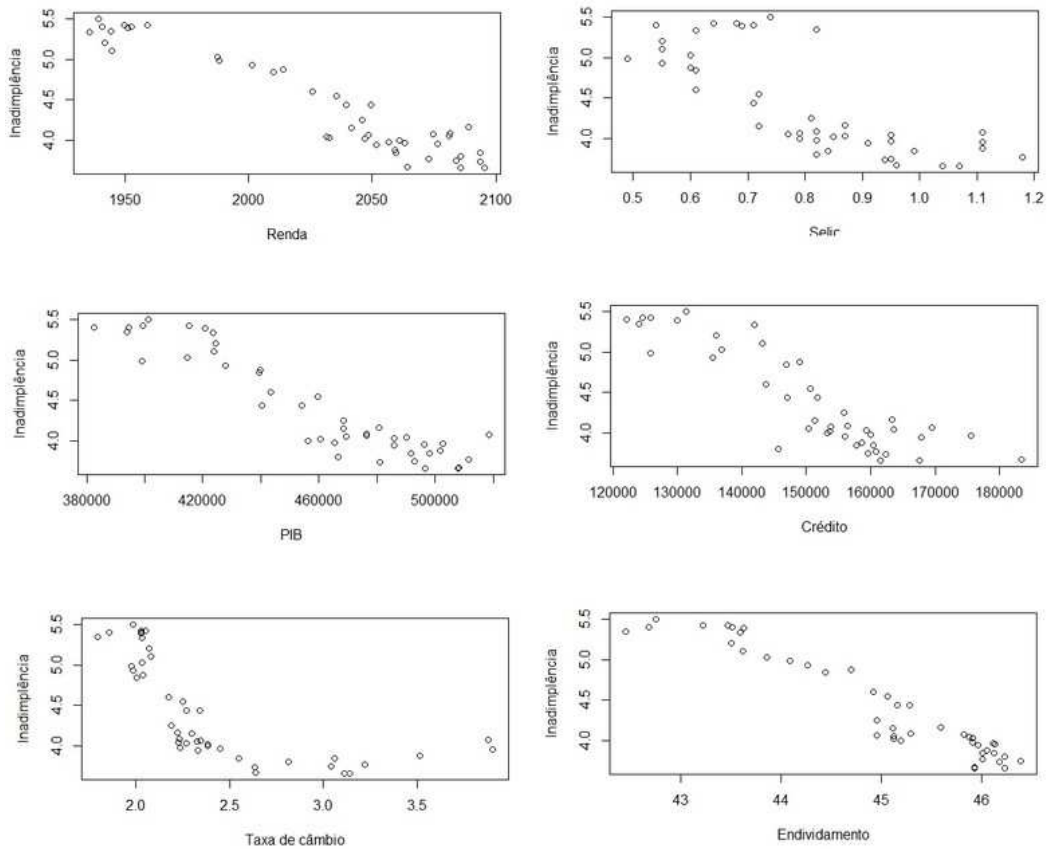 Inadimplência
4.0 4.5 5.0 5.5
1950 2000 2050 2100
Renda
Inadimplência
4.0 4.5 5.0 5.5
0.5 0.6 0.7 0.8 0.9 1.0 1.1 1.2
Selic
Inadimplência
4.0 4.5 5.0 5.5
380000 420000 460000 500000
PIB
Inadimplência
4.0 4.5 5.0 5.5
120000 130000 140000 150000 160000 170000 180000
Crédito
Inadimplência
4.0 4.5 5.0 5.5
2.0 2.5 3.0 3.5
Taxa de câmbio
Inadimplência
4.0 4.5 5.0 5.5
43 44 45 46
Endividamento